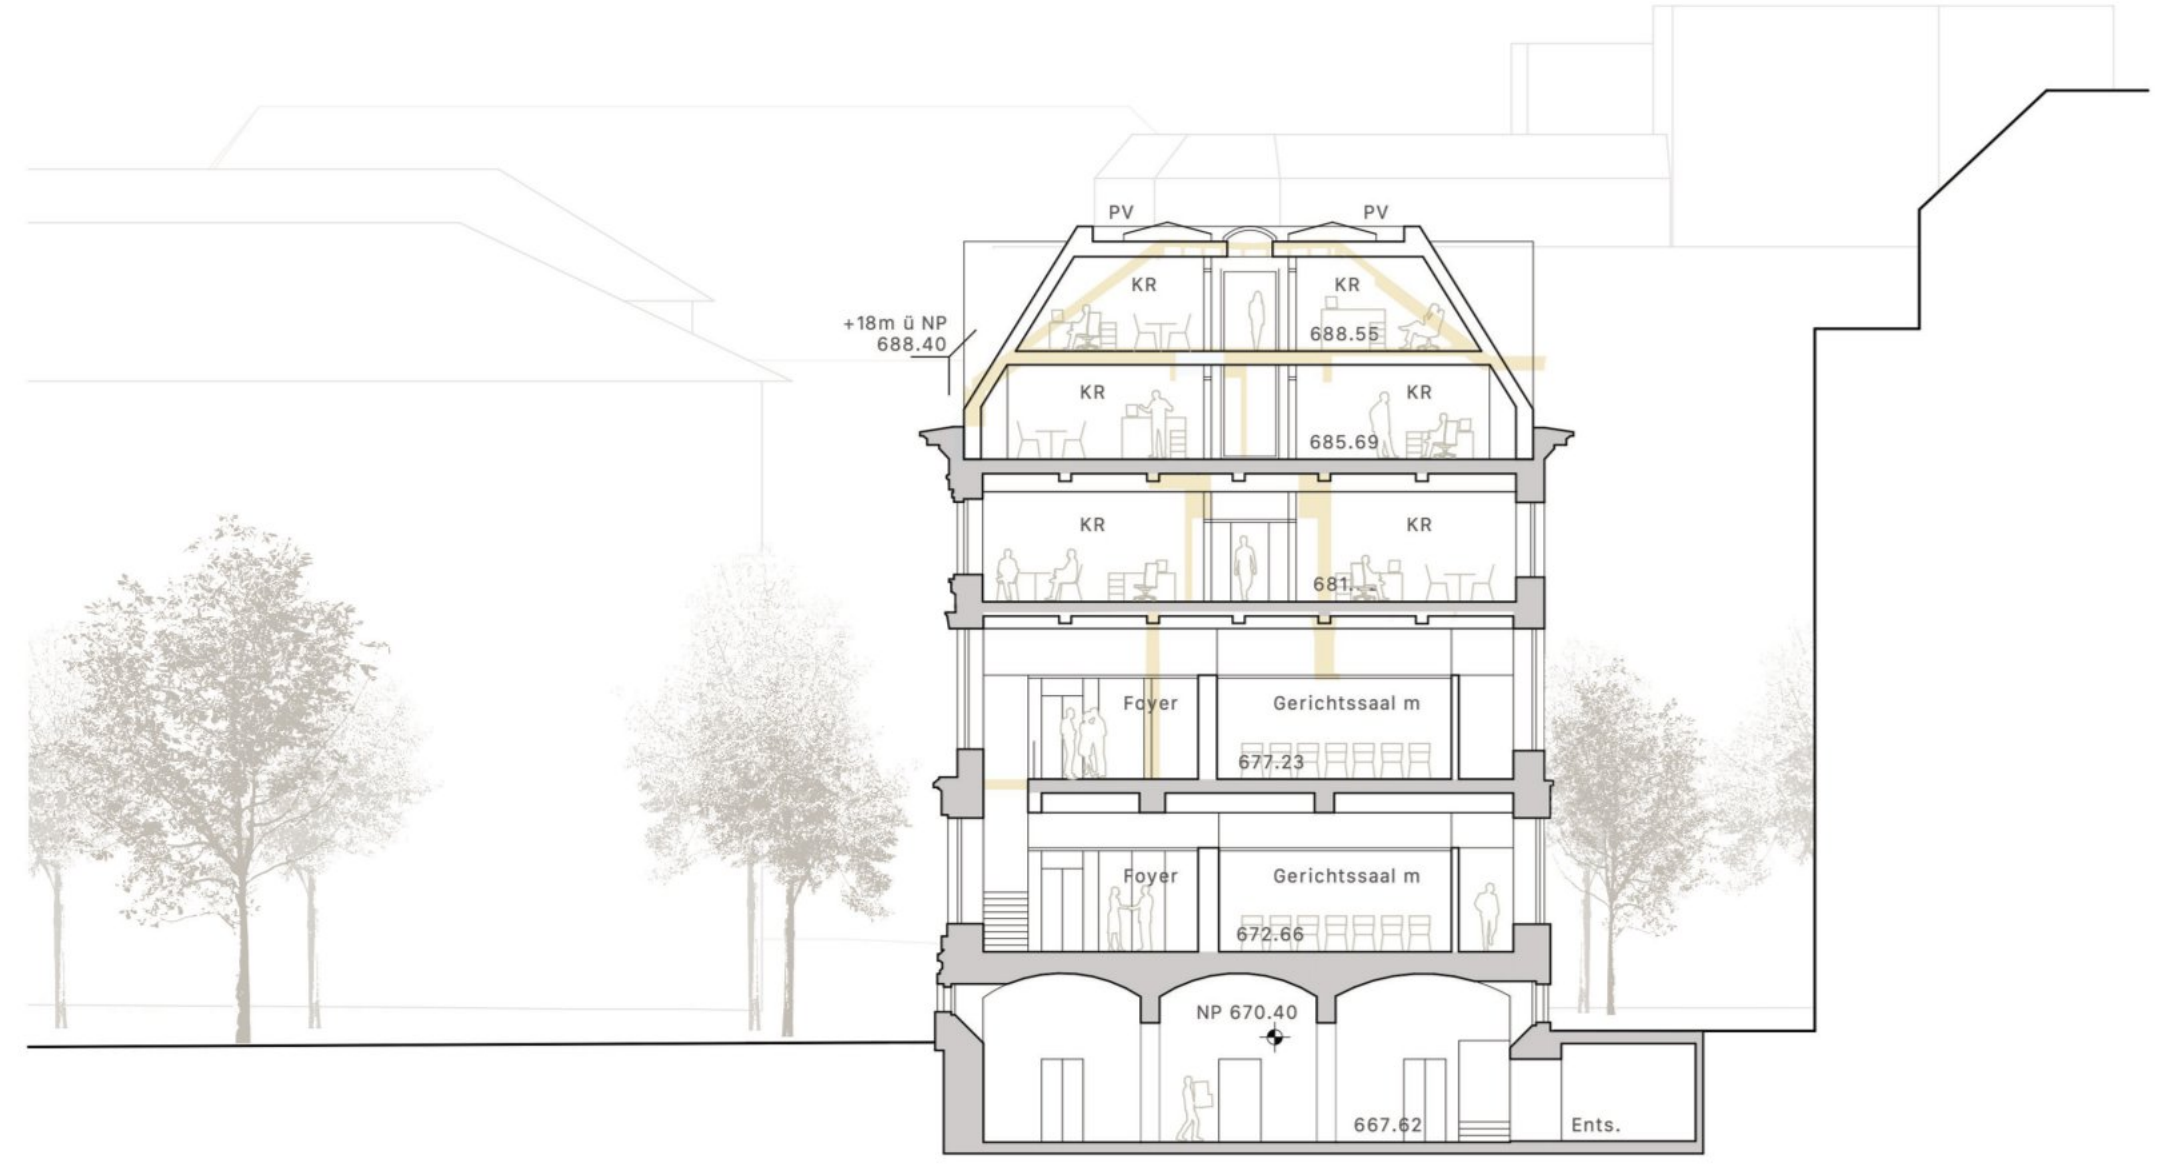 PV PV
KR KR
+18m ü NP
688.40
688.55
KR KR
685.69
KR KR
681.
Foyer Gerichtssaal m
677.23
Foyer Gerichtssaal m
672.66
NP 670.40
667.62 Ents.